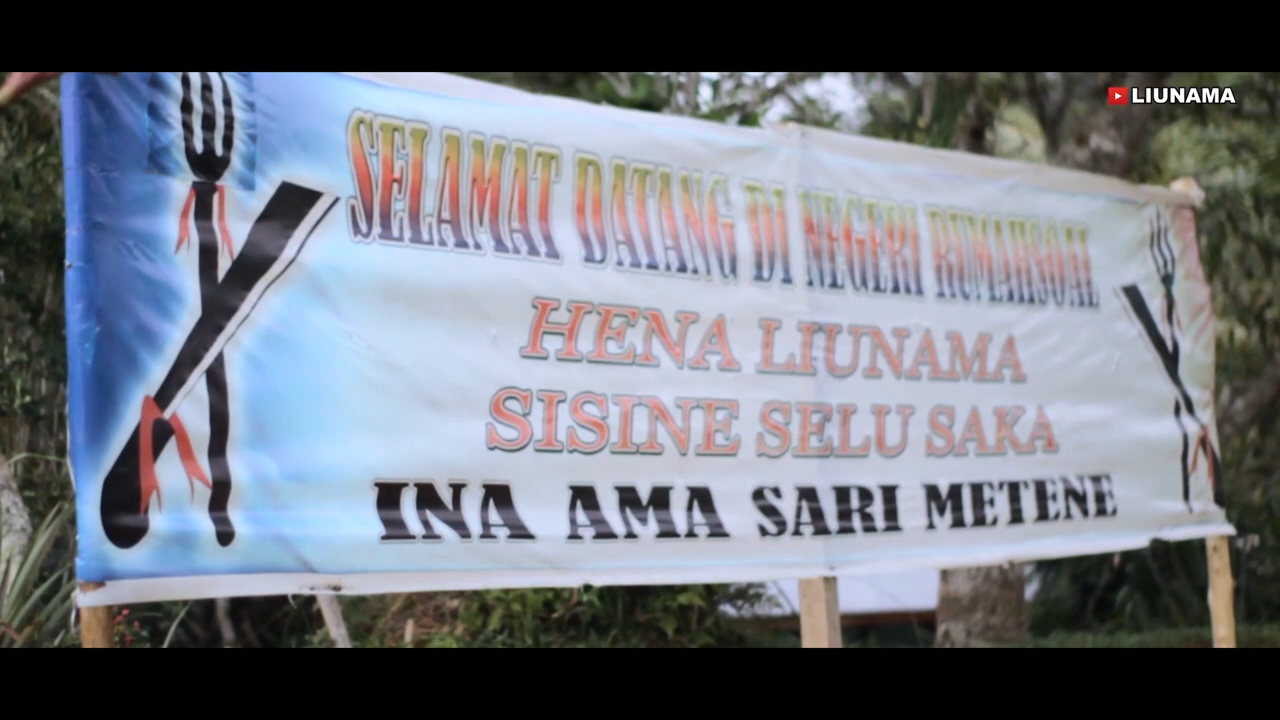 LIUNAMA
SELAMAT DATANG DI NEGERI RUMAHSOAL
HENA LIUNAMA
SISINE SELU SAKA
INA AMA SARI METENE